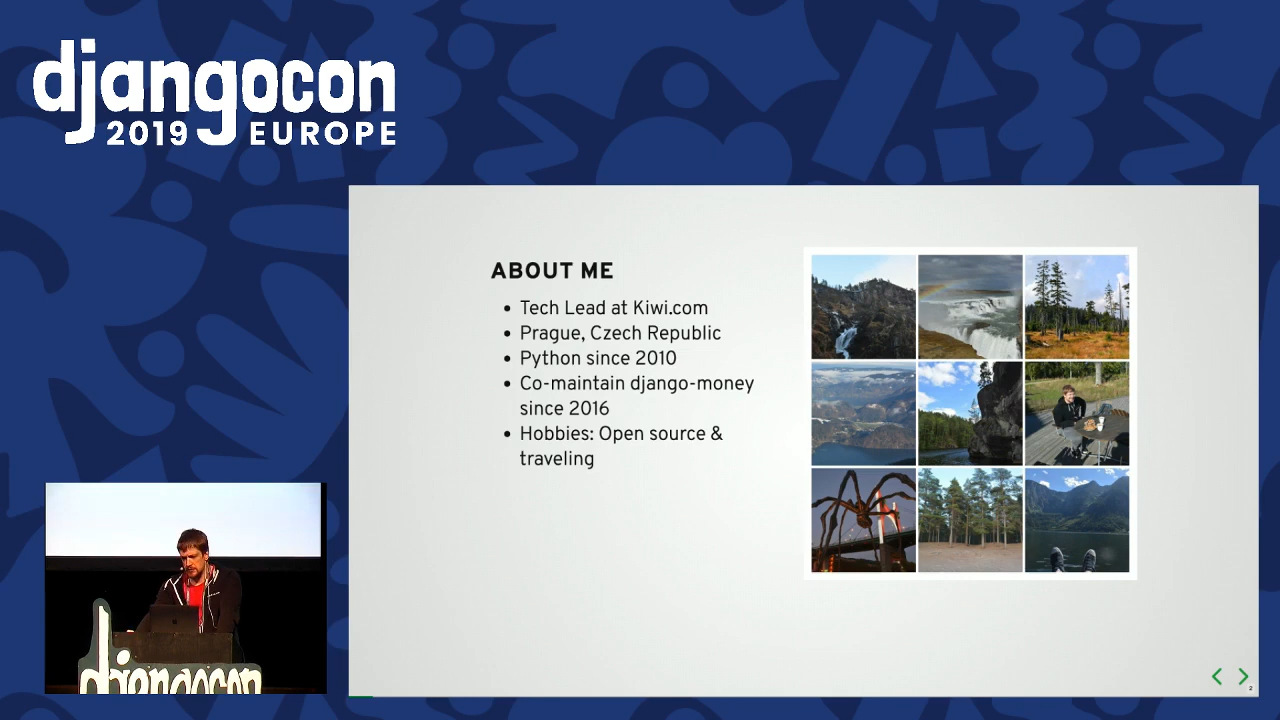 djangocon
2019 EUROPE
ABOUT ME
Tech Lead at Kiwi.com
Prague, Czech Republic
Python since 2010
Co-maintain django-money
since 2016
Hobbies: Open source &
traveling
djangocon
2